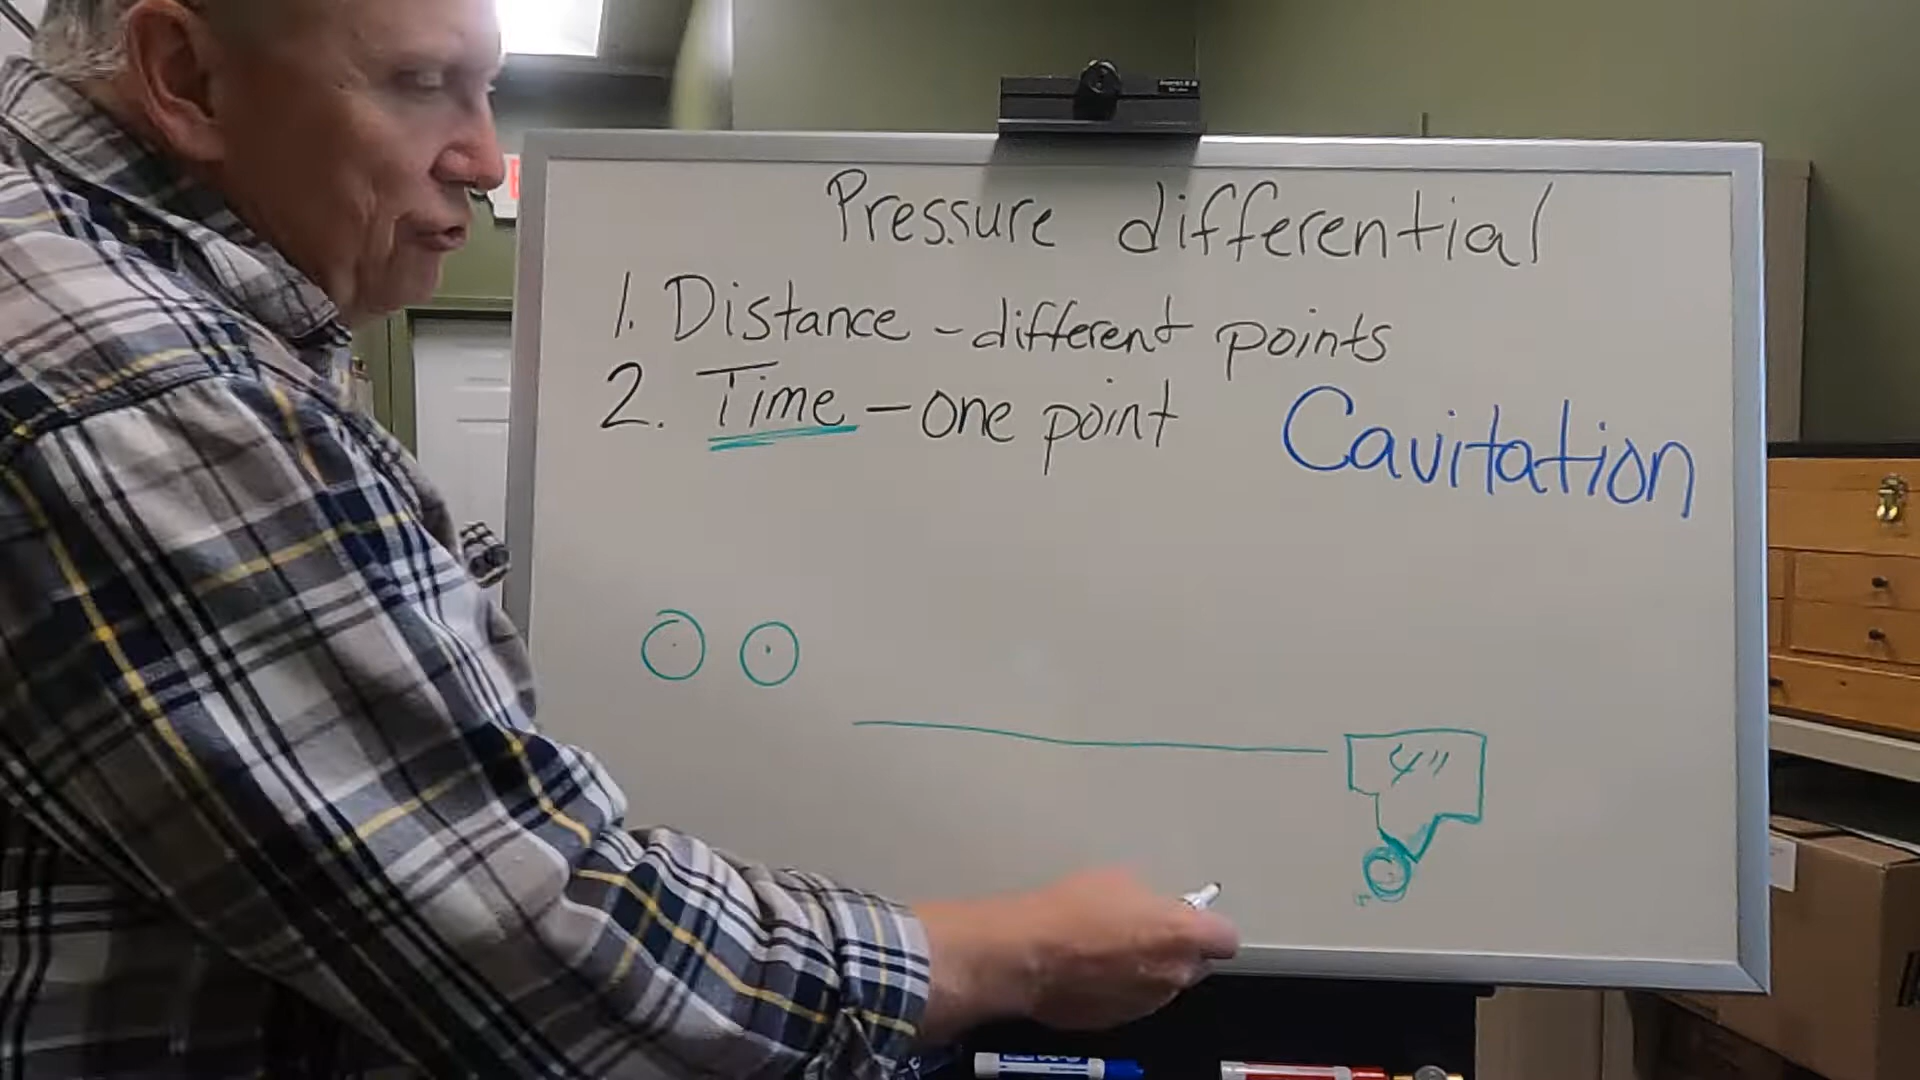 Pressure differential
1. Distance - different points
2. Time - one point
Cavitation
4"